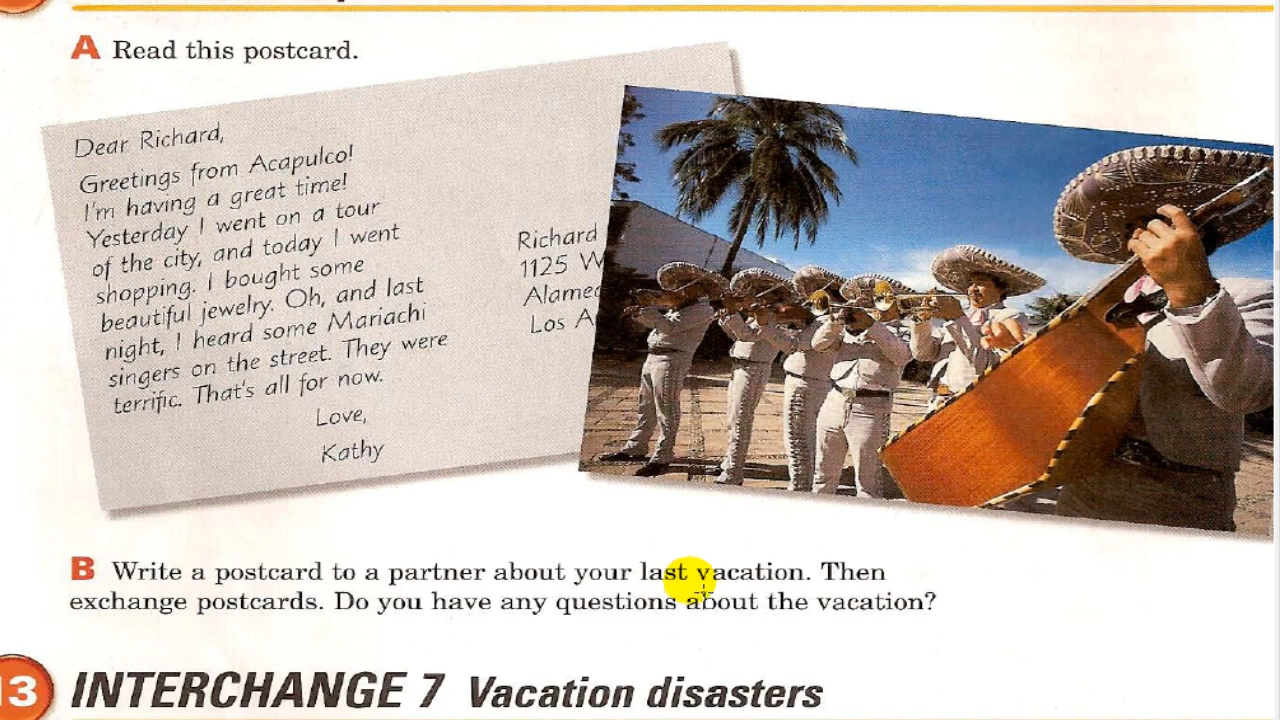 A Read this postcard.
Dear Richard,
Greetings from Acapulco!
I'm having a great time!
Yesterday I went on a tour
of the city, and today I went
shopping. I bought some
beautiful jewelry. Oh, and last
night, I heard some Mariachi
singers on the street. They were
terrific. That's all for now.
Love,
Kathy
Richard
1125 W
Alamed
Los A
B Write a postcard to a partner about your last vacation. Then
exchange postcards. Do you have any questions about the vacation?
13 INTERCHANGE 7 Vacation disasters